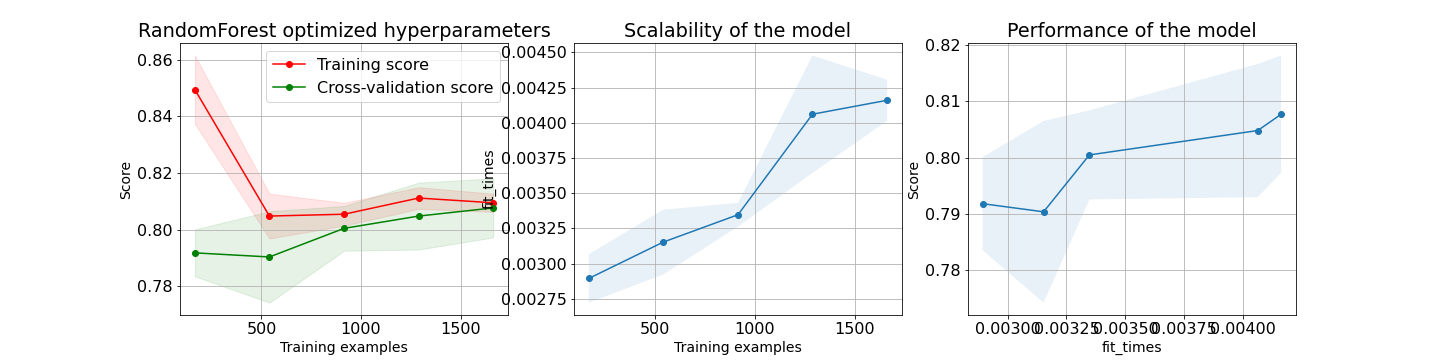 RandomForest optimized hyperparameters
0.86
0.84
0.82
0.80
0.78
Score
Training score
Cross-validation score
500
1000
1500
Training examples
Scalability of the model
0.00450
0.00425
0.00400
0.00375
0.00350
0.00325
0.00300
0.00275
fit_times
500
1000
1500
Training examples
Performance of the model
0.82
0.81
0.80
0.79
0.78
Score
0.00300
0.00325
0.00350
0.00375
0.00400
fit_times